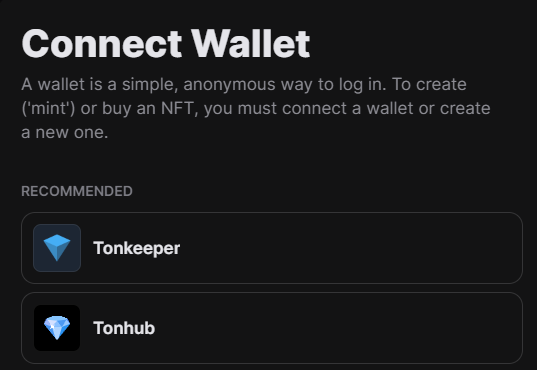 Connect Wallet
A wallet is a simple, anonymous way to log in. To create
('mint') or buy an NFT, you must connect a wallet or create
a new one.
RECOMMENDED
Tonkeeper
Tonhub